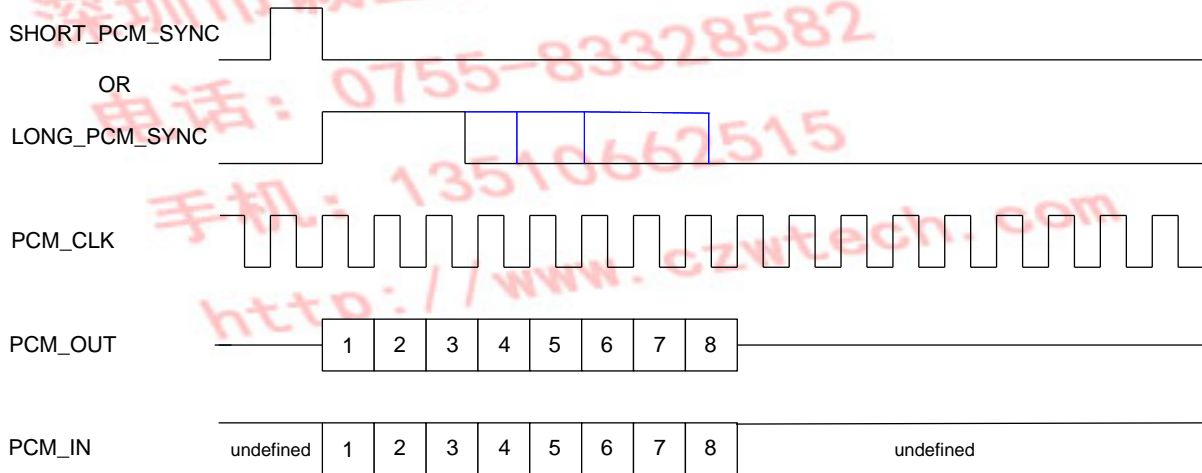 SHORT_PCM_SYNC
OR
电话：0755-83328582
LONG_PCM_SYNC
手机：13510662515
PCM_CLK
http://www.czwtech.com
PCM_OUT 1 2 3 4 5 6 7 8
PCM_IN undefined 1 2 3 4 5 6 7 8 undefined